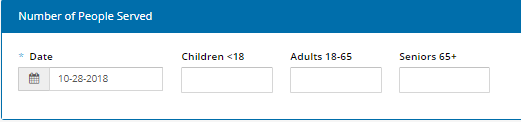 Number of People Served
* Date Children <18 Adults 18-65 Seniors 65+
10-28-2018